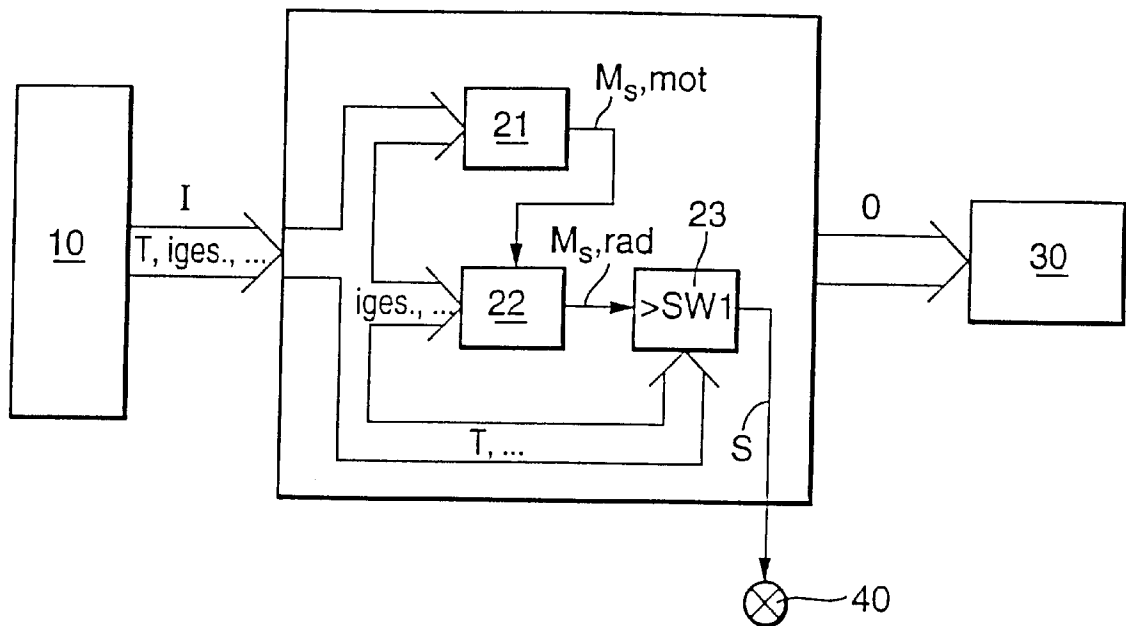 10
I
T, iges., ...
21
Ms,mot
22
iges., ...
Ms,rad
23
>SW1
T, ...
S
0
30
40